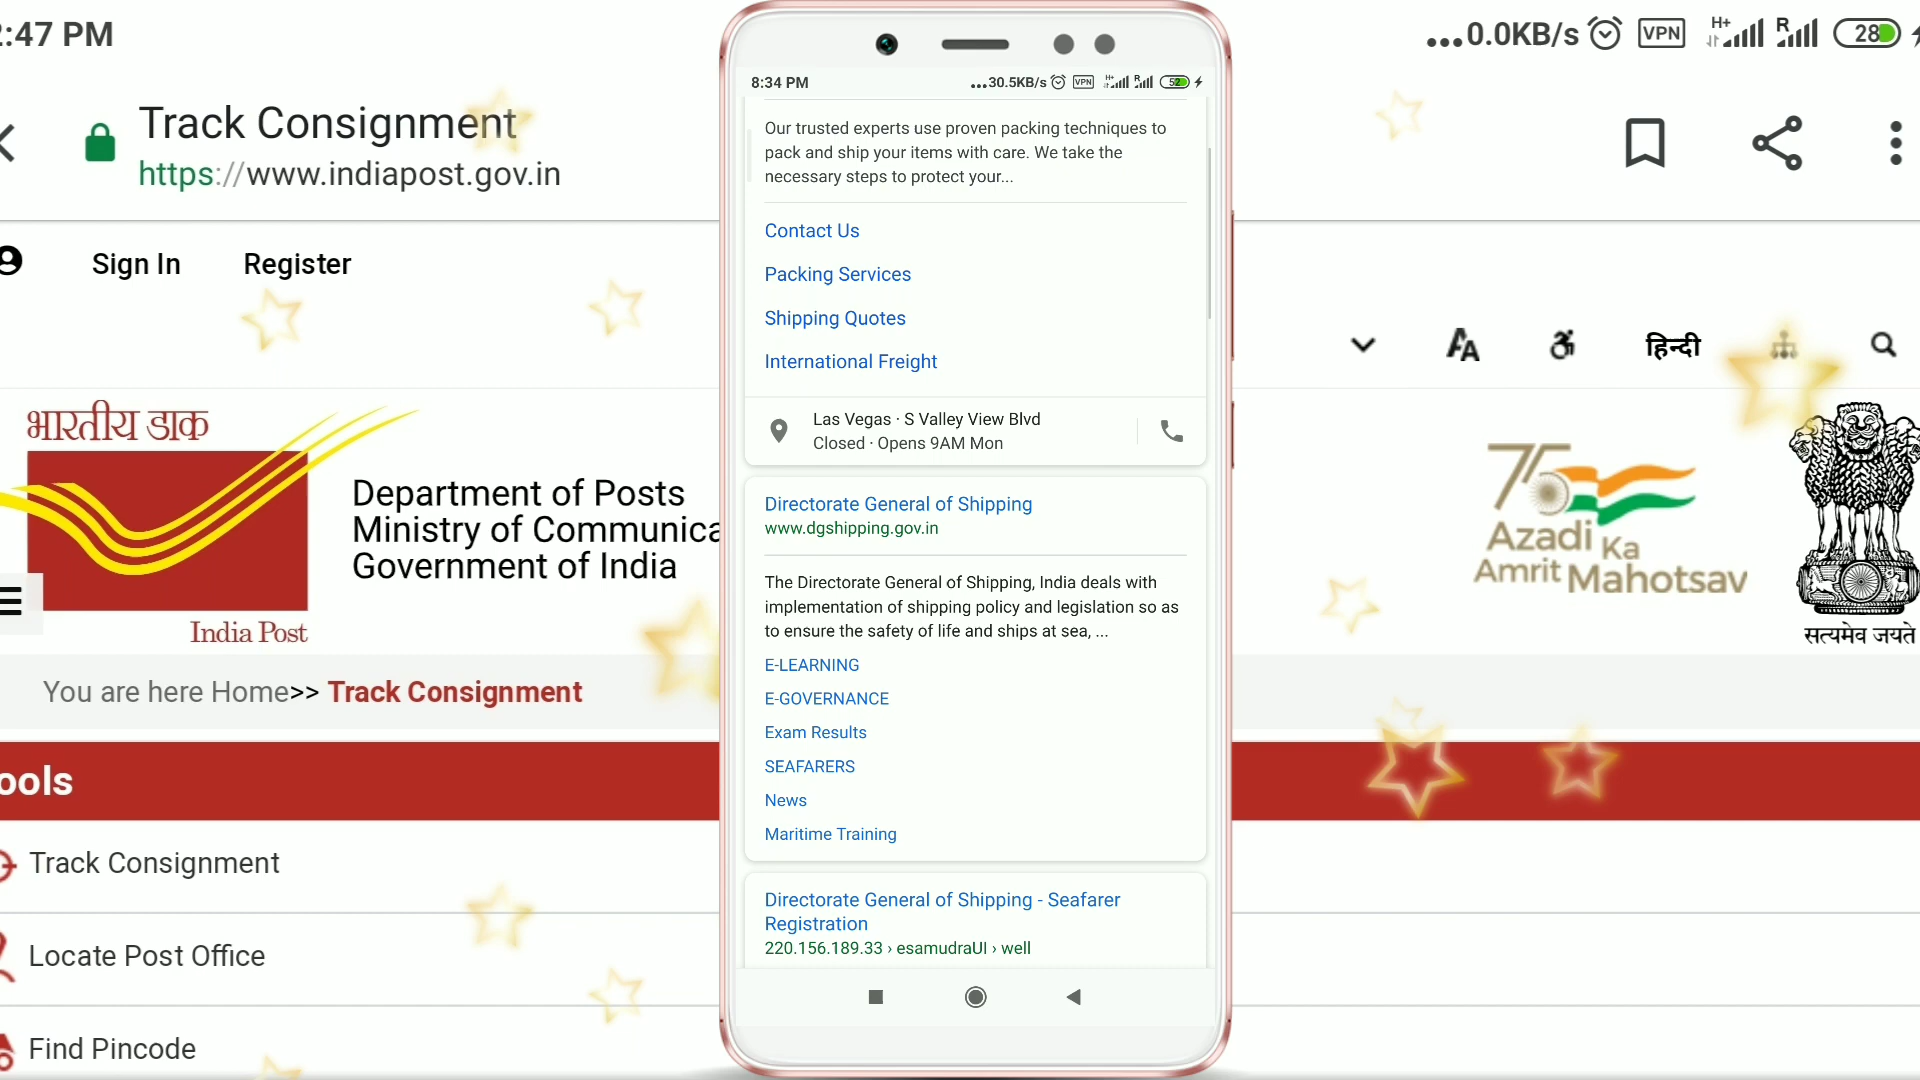 :47 PM
...0.0KB/s VPN H+ R 28
Track Consignment
https://www.indiapost.gov.in
Sign In Register
हिन्दी
भारतीय डाक
Department of Posts
Ministry of
Government of India
India Post
75
Azadi Ka
Amrit Mahotsav
सत्यमेव जयते
You are here Home>> Track Consignment
Track Consignment
Locate Post Office
Find Pincode
8:34 PM ...30.5KB/s VPN H+ R 52
Our trusted experts use proven packing techniques to
pack and ship your items with care. We take the
necessary steps to protect your...
Contact Us
Packing Services
Shipping Quotes
International Freight
Las Vegas · S Valley View Blvd
Closed · Opens 9AM Mon
Directorate General of Shipping
www.dgshipping.gov.in
The Directorate General of Shipping, India deals with
implementation of shipping policy and legislation so as
to ensure the safety of life and ships at sea, ...
E-LEARNING
E-GOVERNANCE
Exam Results
SEAFARERS
News
Maritime Training
Directorate General of Shipping - Seafarer
Registration
220.156.189.33 › esamudraUI › well